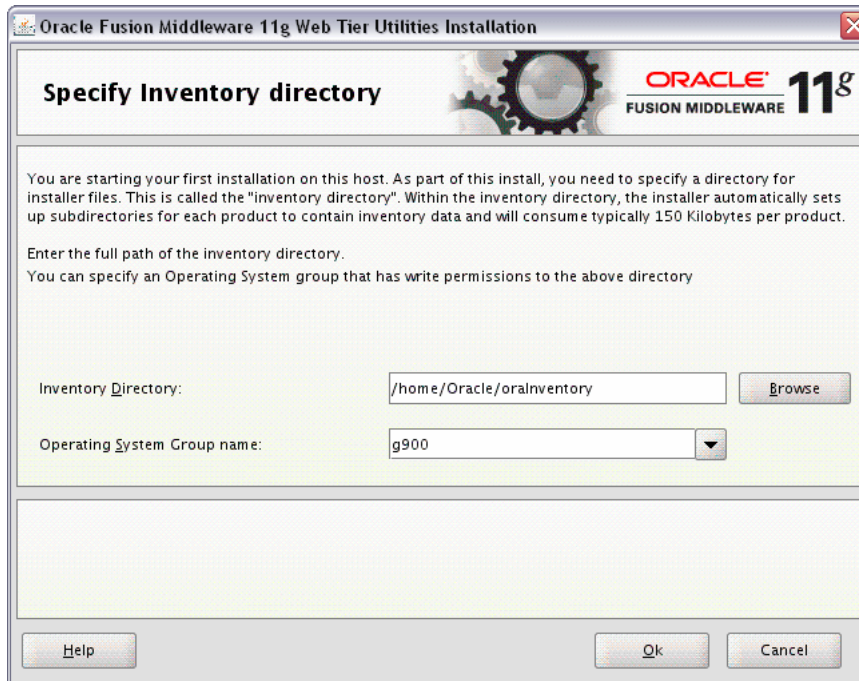 Oracle Fusion Middleware 11g Web Tier Utilities Installation
Specify Inventory directory
ORACLE
FUSION MIDDLEWARE 11g
You are starting your first installation on this host. As part of this install, you need to specify a directory for
installer files. This is called the "inventory directory". Within the inventory directory, the installer automatically sets
up subdirectories for each product to contain inventory data and will consume typically 150 Kilobytes per product.
Enter the full path of the inventory directory.
You can specify an Operating System group that has write permissions to the above directory
Inventory Directory: /home/Oracle/oraInventory Browse
Operating System Group name: g900
Help Ok Cancel